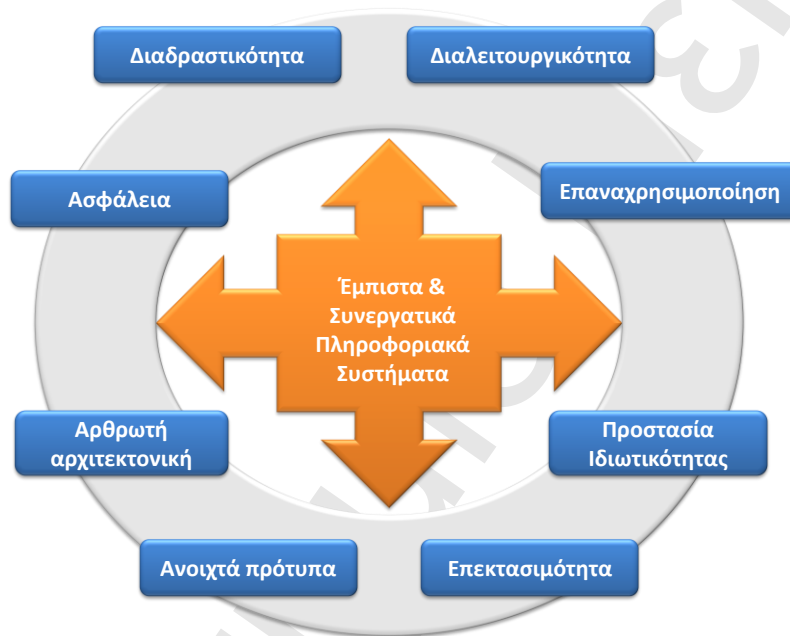 Διαδραστικότητα
Διαλειτουργικότητα
Ασφάλεια
Επαναχρησιμοποίηση
Έμπιστα &
Συνεργατικά
Πληροφοριακά
Συστήματα
Αρθρωτή
αρχιτεκτονική
Προστασία
Ιδιωτικότητας
Ανοιχτά πρότυπα
Επεκτασιμότητα